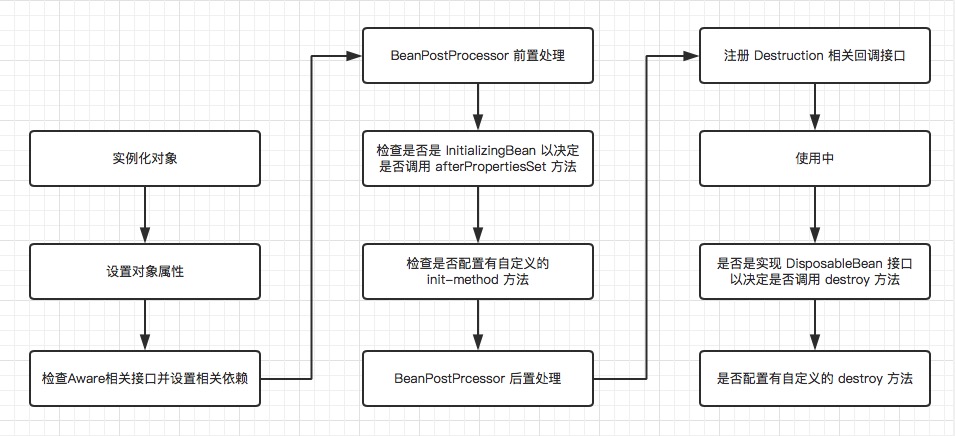 实例化对象
设置对象属性
检查Aware相关接口并设置相关依赖
BeanPostProcessor 前置处理
检查是否是 InitializingBean 以决定
是否调用 afterPropertiesSet 方法
检查是否配置有自定义的
init-method 方法
BeanPostPrcessor 后置处理
注册 Destruction 相关回调接口
使用中
是否是实现 DisposableBean 接口
以决定是否调用 destroy 方法
是否配置有自定义的 destroy 方法